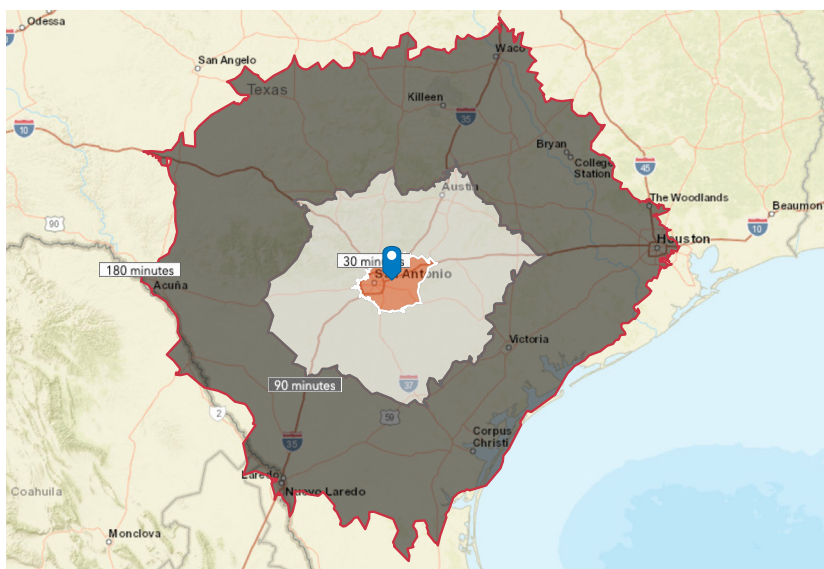 Odessa
Waco
San Angelo
Texas
Killeen
35
10
Bryan
College
Station
45
Austin
The Woodlands
Beaumont
90
10
Houston
30 minutes
180 minutes
San Antonio
Acuña
Victoria
90 minutes
37
2
59
35
Corpus
Christi
Laredo
Nuevo Laredo
Coahuila
Monclova